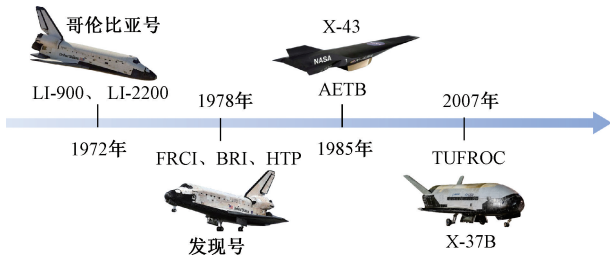 哥伦比亚号
X-43
NASA
LI-900、 LI-2200
1978年
AETB
2007年
1972年
FRCI、BRI、HTP
1985年
TUFROC
发现号
X-37B